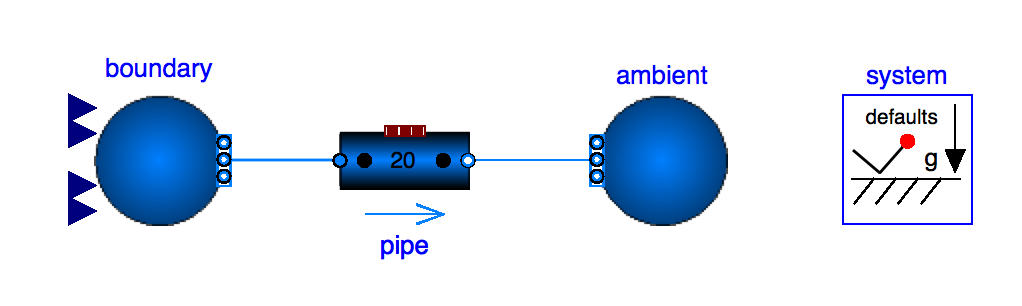 boundary
ambient
system
defaults
20
g
pipe